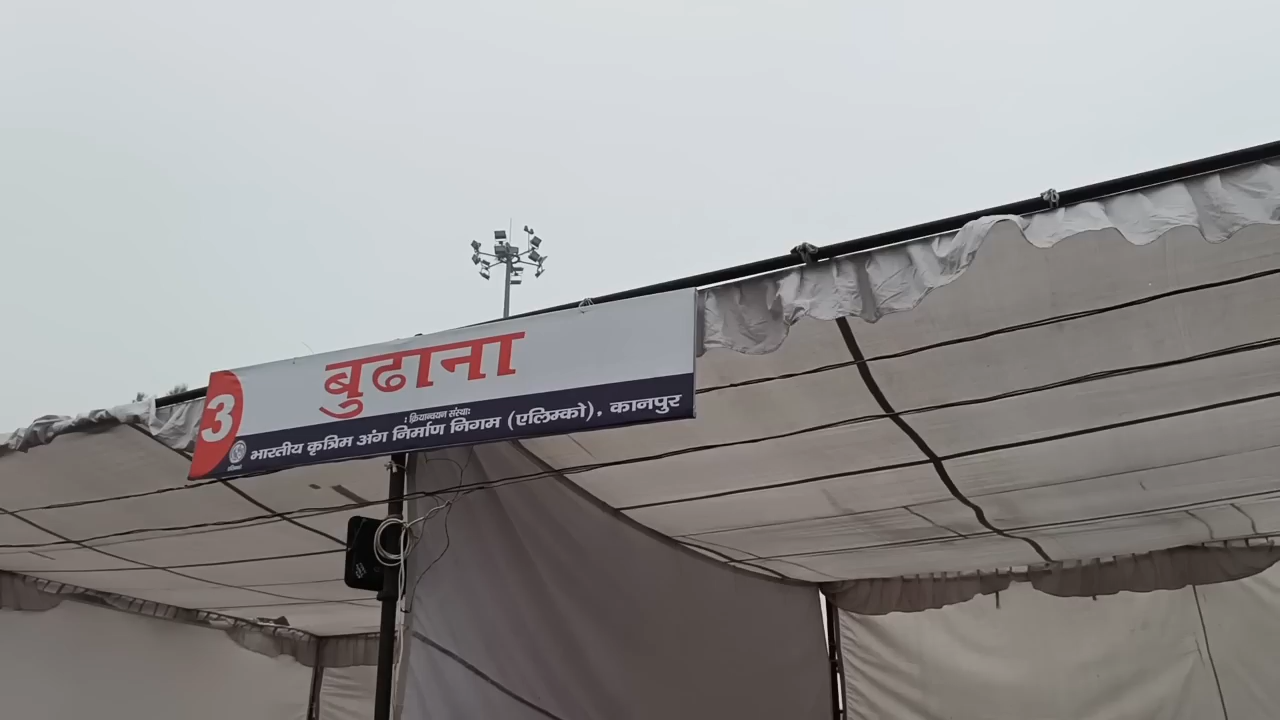 3
बुढाना
: क्रियान्वयन संस्था:
भारतीय कृत्रिम अंग निर्माण निगम (एलिम्को), कानपुर